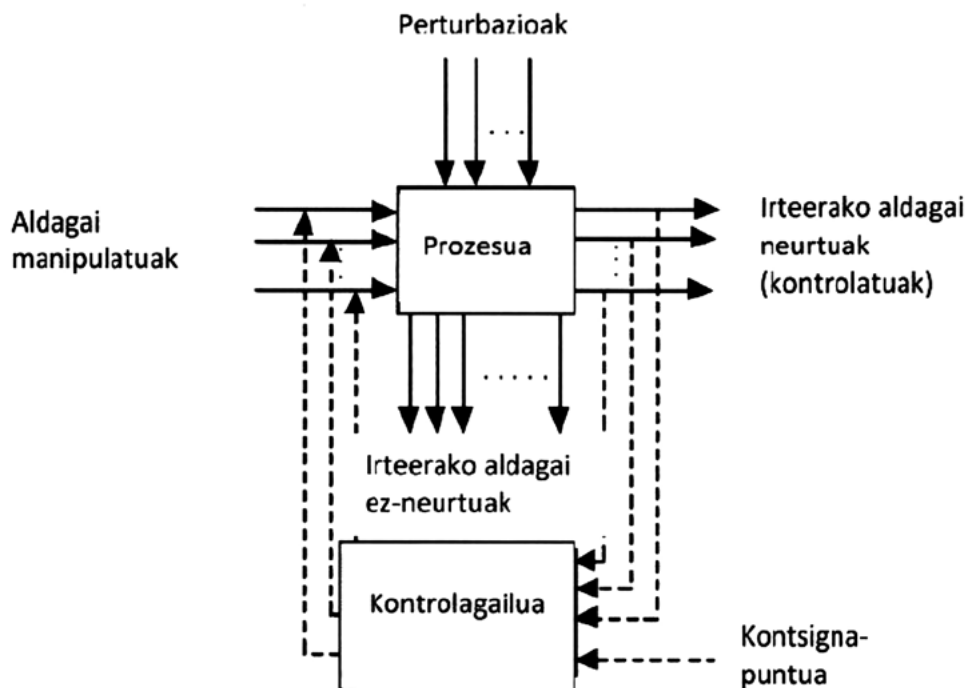 Perturbazioak
Aldagai
manipulatuak
Prozesua
Irteerako aldagai
neurtuak
(kontrolatuak)
Irteerako aldagai
ez-neurtuak
Kontrolagailua
Kontsigna-
puntua